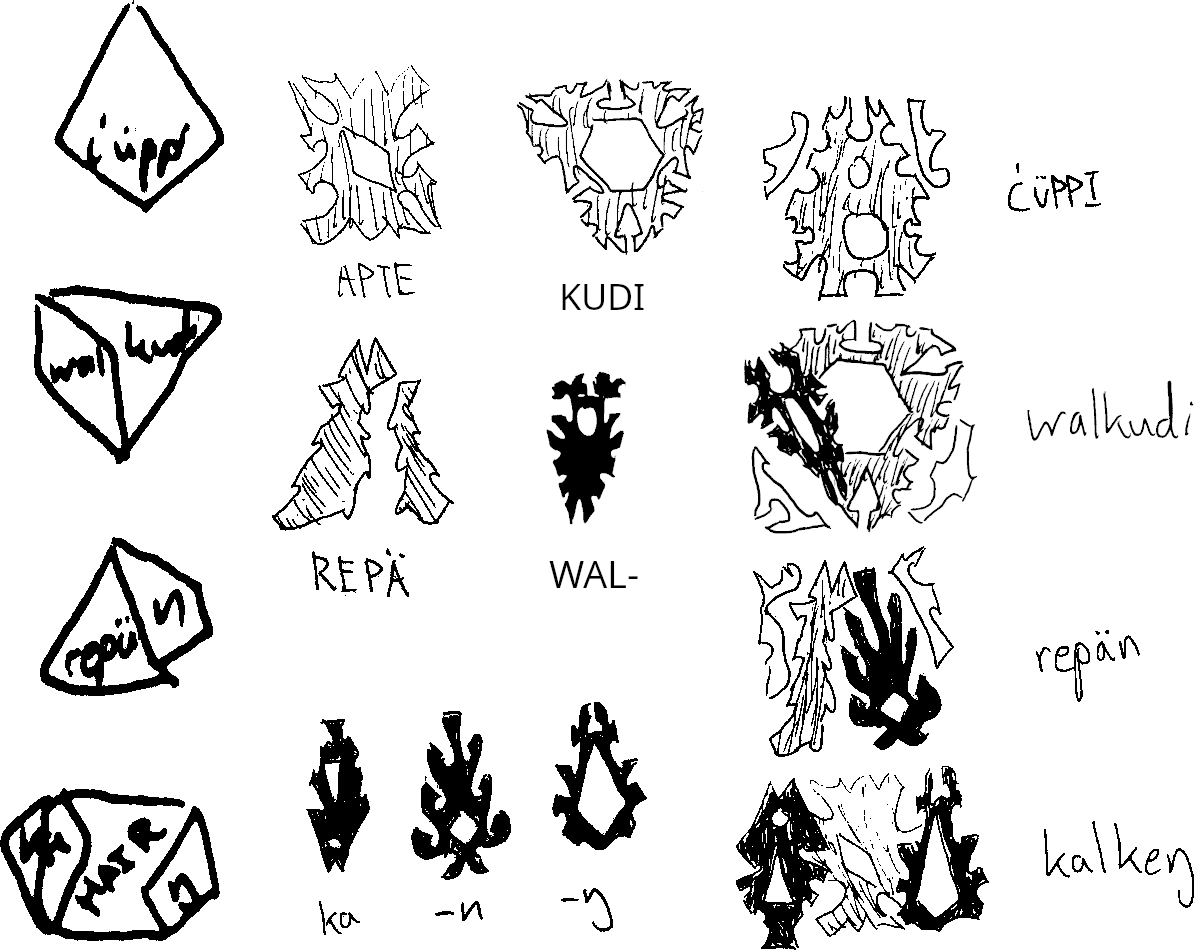 ċüppi
APTE
KUDI
ĊÜPPI
wal kudi
REPÄ
WAL-
walkudi
repä n
repän
ka
-n
-ŋ
kalkeŋ